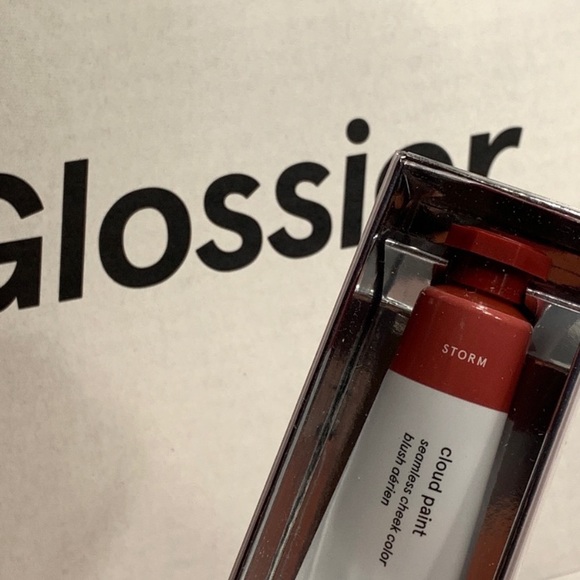 Glossier
STORM
cloud paint
seamless cheek color
blush aérien